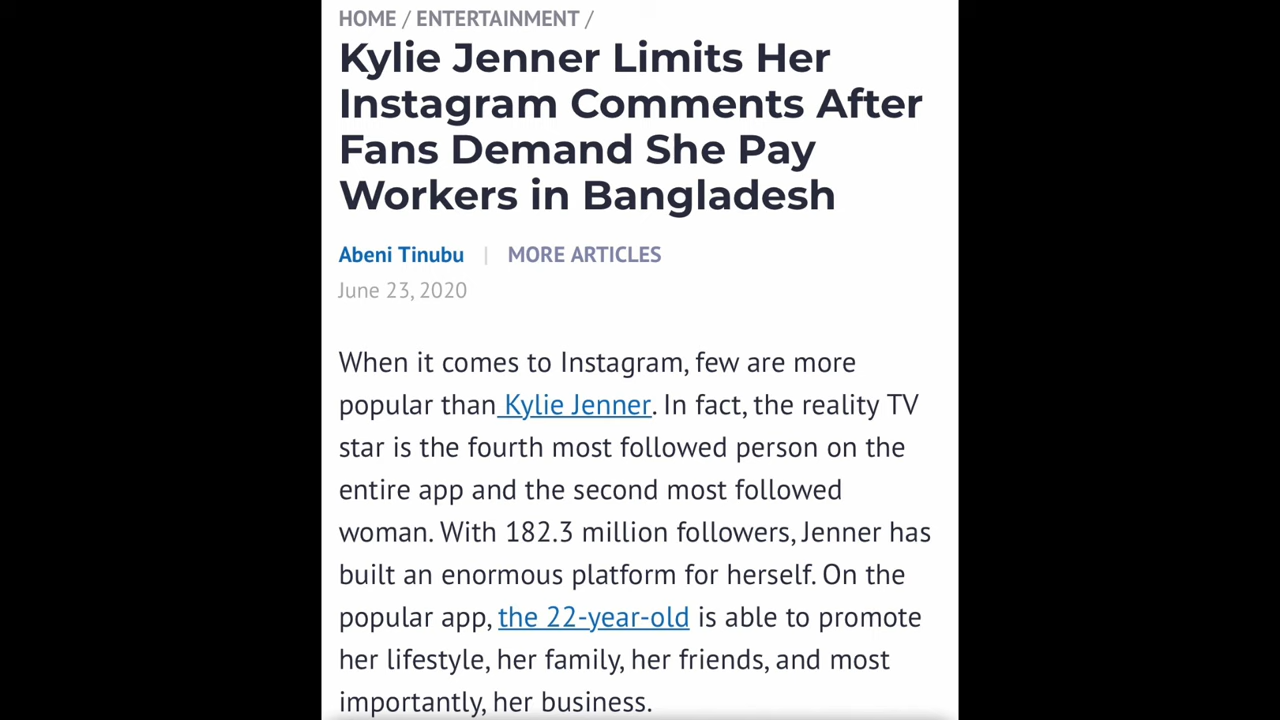 HOME / ENTERTAINMENT /
Kylie Jenner Limits Her
Instagram Comments After
Fans Demand She Pay
Workers in Bangladesh
Abeni Tinubu | MORE ARTICLES
June 23, 2020
When it comes to Instagram, few are more
popular than Kylie Jenner. In fact, the reality TV
star is the fourth most followed person on the
entire app and the second most followed
woman. With 182.3 million followers, Jenner has
built an enormous platform for herself. On the
popular app, the 22-year-old is able to promote
her lifestyle, her family, her friends, and most
importantly, her business.